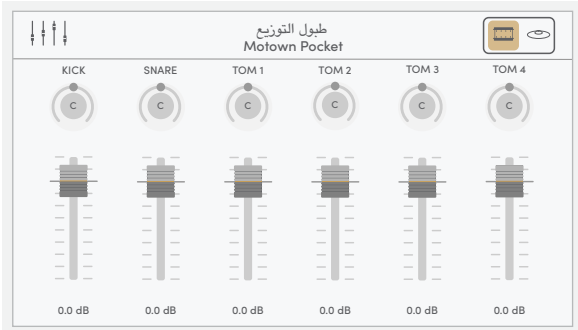 طبول التوزيع
Motown Pocket
KICK SNARE TOM 1 TOM 2 TOM 3 TOM 4
C C C C C C
0.0 dB 0.0 dB 0.0 dB 0.0 dB 0.0 dB 0.0 dB